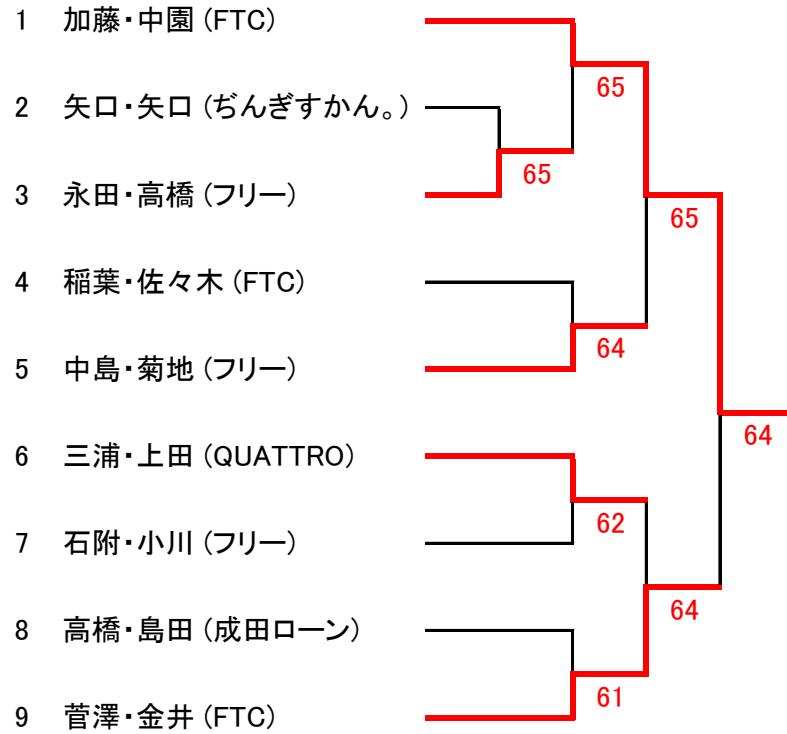 1 加藤・中園 (FTC)
65
2 矢口・矢口 (ぢんぎすかん。)
65
3 永田・高橋 (フリー)
65
4 稲葉・佐々木 (FTC)
64
5 中島・菊地 (フリー)
64
6 三浦・上田 (QUATTRO)
62
7 石附・小川 (フリー)
64
8 高橋・島田 (成田ローン)
61
9 菅澤・金井 (FTC)